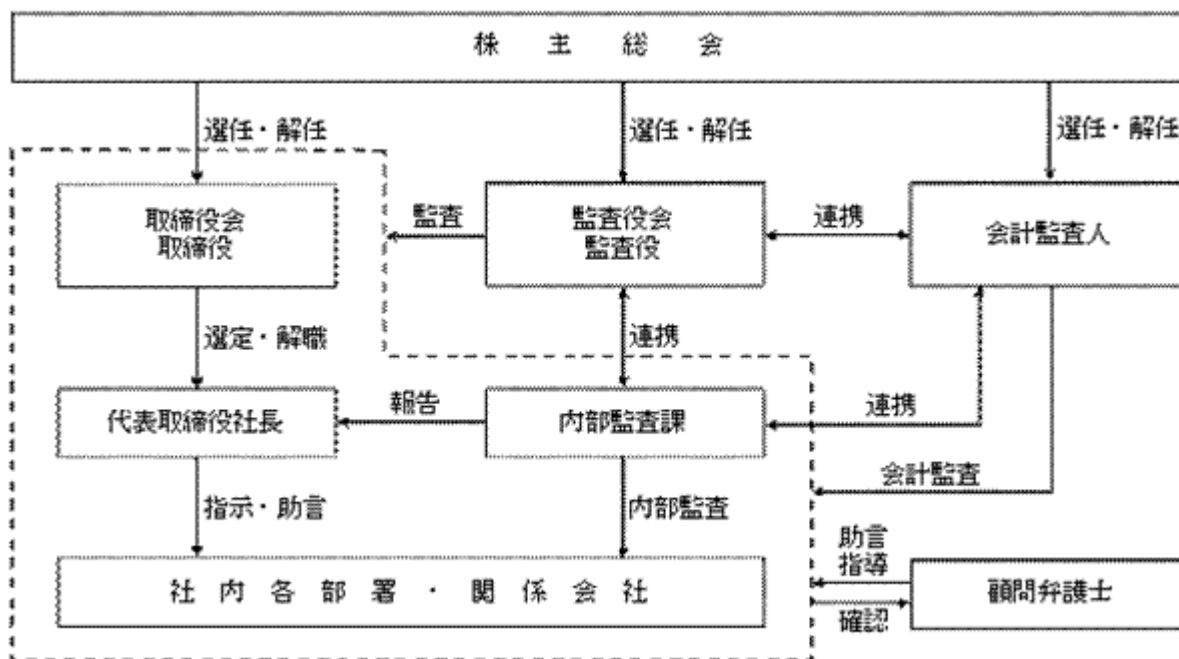 株主総会
選任・解任
選任・解任
選任・解任
取締役会
取締役
監査
監査役会
監査役
連携
会計監査人
選定・解職
連携
代表取締役社長
報告
内部監査課
連携
指示・助言
内部監査
会計監査
社内各部署・関係会社
助言
指導
確認
顧問弁護士